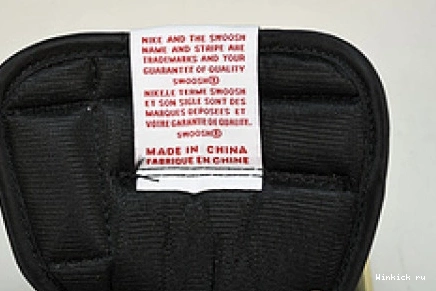 NIKE AND THE SWOOSH
NAME AND STRIPE ARE
TRADEMARKS AND YOUR
GUARANTEE OF QUALITY
SWOOSH®
NIKE,LE TERME SWOOSH
ET SON SIGLE SONT DES
MARQUES DEPOSEES ET
VOTRE GARANTE DE QUALITE.
SWOOSH®
MADE IN CHINA
FABRIQUE EN CHINE
Winkich ru